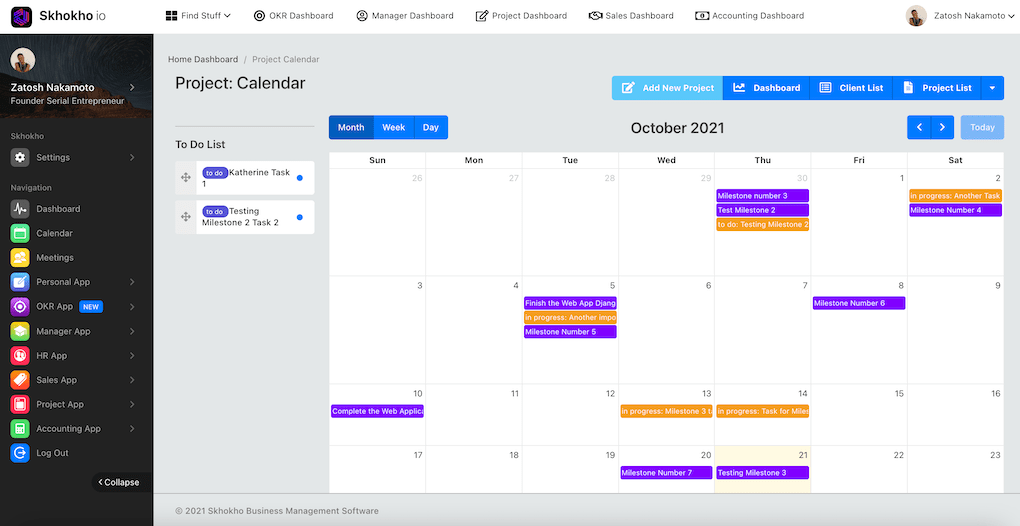 Skhokho io
Find Stuff
OKR Dashboard
Manager Dashboard
Project Dashboard
Sales Dashboard
Accounting Dashboard
Zatosh Nakamoto
Zatosh Nakamoto
Founder Serial Entrepreneur
Skhokho
Settings
Navigation
Dashboard
Calendar
Meetings
Personal App
OKR App NEW
Manager App
HR App
Sales App
Project App
Accounting App
Log Out
Collapse
Home Dashboard / Project Calendar
Project: Calendar
Add New Project
Dashboard
Client List
Project List
To Do List
to do Katherine Task
1
to do Testing
Milestone 2 Task 2
Month Week Day
October 2021
Today
Sun Mon Tue Wed Thu Fri Sat
26 27 28 29 30 1 2
Milestone number 3
Test Milestone 2
to do: Testing Milestone 2
in progress: Another Task
Milestone Number 4
3 4 5 6 7 8 9
Finish the Web App Djang
in progress: Another impo
Milestone Number 5
Milestone Number 6
10 11 12 13 14 15 16
Complete the Web Applica
in progress: Milestone 3 t
in progress: Task for Miles
17 18 19 20 21 22 23
Milestone Number 7
Testing Milestone 3
© 2021 Skhokho Business Management Software